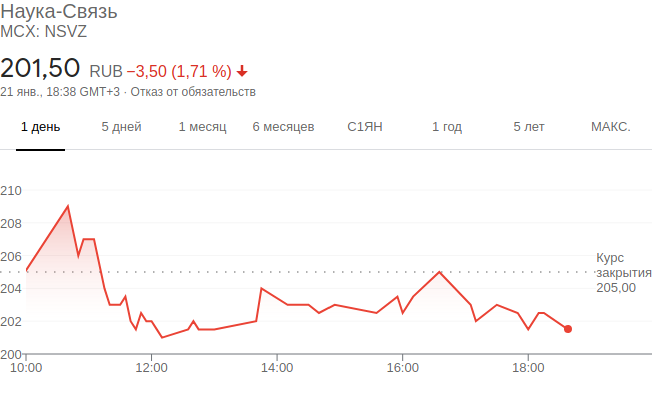 Наука-Связь
MCX: NSVZ
201,50 RUB −3,50 (1,71 %)
21 янв., 18:38 GMT+3 · Отказ от обязательств
1 день 5 дней 1 месяц 6 месяцев С1ЯН 1 год 5 лет МАКС.
210
208
206
204
202
200
Курс
закрытия
205,00
10:00 12:00 14:00 16:00 18:00